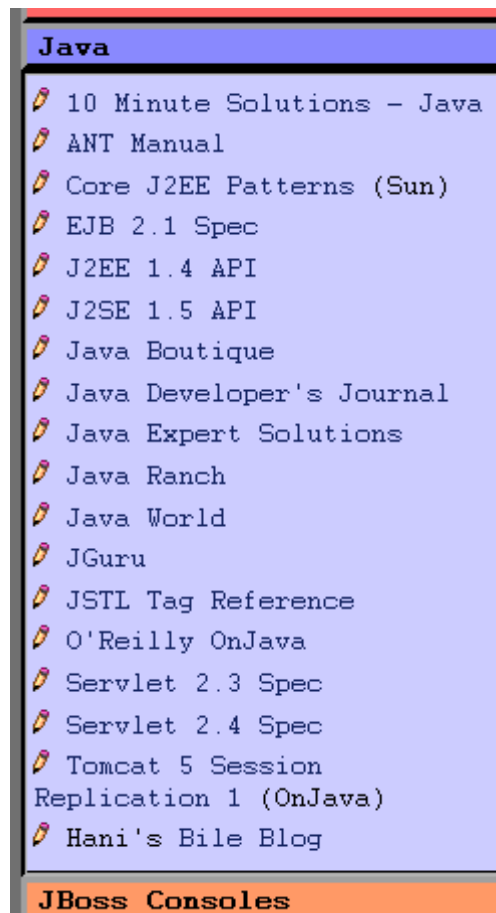 Java
10 Minute Solutions - Java
ANT Manual
Core J2EE Patterns (Sun)
EJB 2.1 Spec
J2EE 1.4 API
J2SE 1.5 API
Java Boutique
Java Developer's Journal
Java Expert Solutions
Java Ranch
Java World
JGuru
JSTL Tag Reference
O'Reilly OnJava
Servlet 2.3 Spec
Servlet 2.4 Spec
Tomcat 5 Session
Replication 1 (OnJava)
Hani's Bile Blog
JBoss Consoles